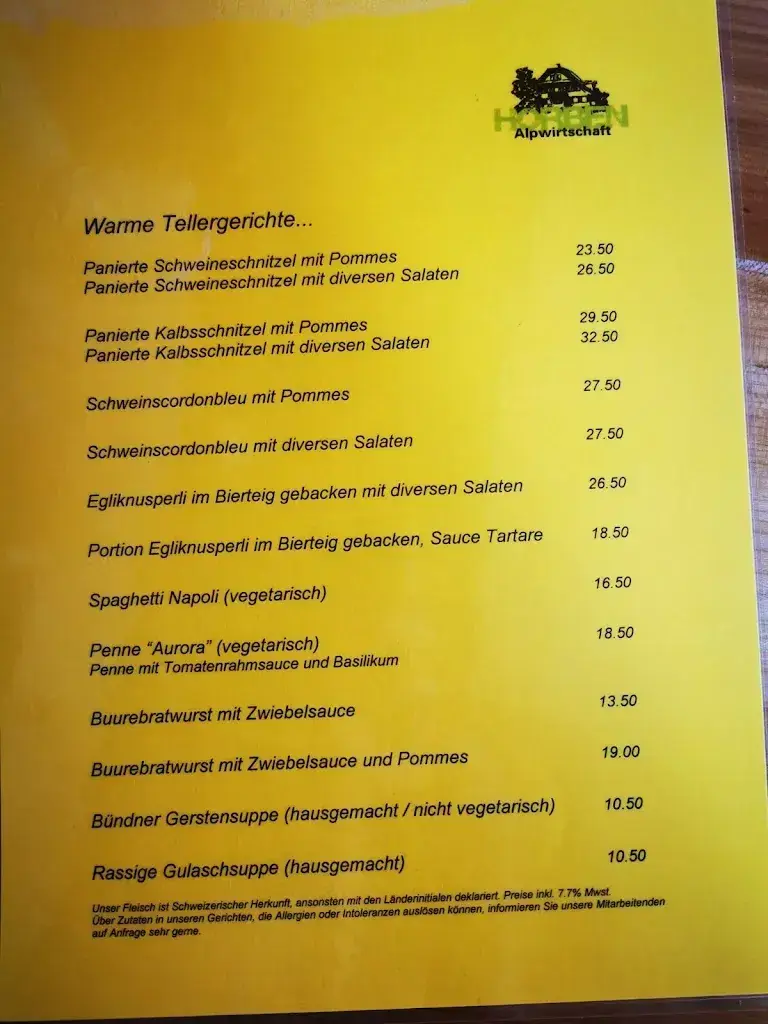 HORBEN
Alpwirtschaft
Warme Tellergerichte...
Panierte Schweineschnitzel mit Pommes 23.50
Panierte Schweineschnitzel mit diversen Salaten 26.50
Panierte Kalbsschnitzel mit Pommes 29.50
Panierte Kalbsschnitzel mit diversen Salaten 32.50
Schweinscordonbleu mit Pommes 27.50
Schweinscordonbleu mit diversen Salaten 27.50
Egliknusperli im Bierteig gebacken mit diversen Salaten 26.50
Portion Egliknusperli im Bierteig gebacken, Sauce Tartare 18.50
Spaghetti Napoli (vegetarisch) 16.50
Penne “Aurora” (vegetarisch) 18.50
Penne mit Tomatenrahmsauce und Basilikum
Buurebratwurst mit Zwiebelsauce 13.50
Buurebratwurst mit Zwiebelsauce und Pommes 19.00
Bündner Gerstensuppe (hausgemacht / nicht vegetarisch) 10.50
Rassige Gulaschsuppe (hausgemacht) 10.50
Unser Fleisch ist Schweizerischer Herkunft, ansonsten mit den Länderinitialen deklariert. Preise inkl. 7.7% Mwst.
Über Zutaten in unseren Gerichten, die Allergien oder Intoleranzen auslösen können, informieren Sie unsere Mitarbeitenden
auf Anfrage sehr gerne.